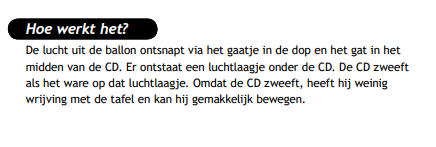 Hoe werkt het?
De lucht uit de ballon ontsnapt via het gaatje in de dop en het gat in het
midden van de CD. Er ontstaat een luchtlaagje onder de CD. De CD zweeft
als het ware op dat luchtlaagje. Omdat de CD zweeft, heeft hij weinig
wrijving met de tafel en kan hij gemakkelijk bewegen.